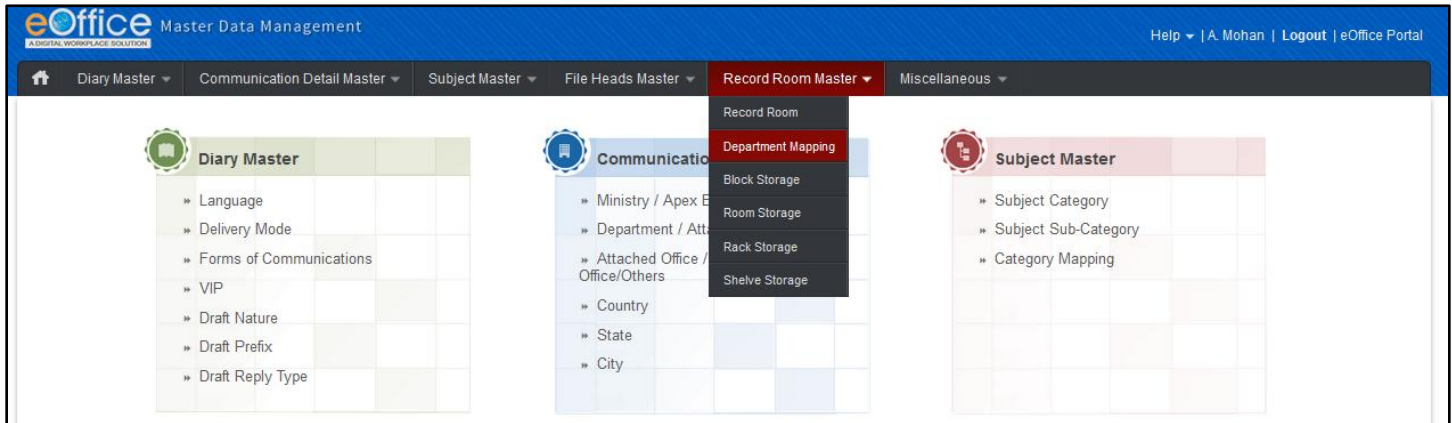 eOffice Master Data Management
A DIGITAL WORKPLACE SOLUTION
Help | A. Mohan | Logout | eOffice Portal
Diary Master Communication Detail Master Subject Master File Heads Master Record Room Master Miscellaneous
Record Room
Department Mapping
Block Storage
Room Storage
Rack Storage
Shelve Storage
Diary Master
» Language
» Delivery Mode
» Forms of Communications
» VIP
» Draft Nature
» Draft Prefix
» Draft Reply Type
Communicatio
» Ministry / Apex
» Department / Att
» Attached Office /
Office/Others
» Country
» State
» City
Subject Master
» Subject Category
» Subject Sub-Category
» Category Mapping